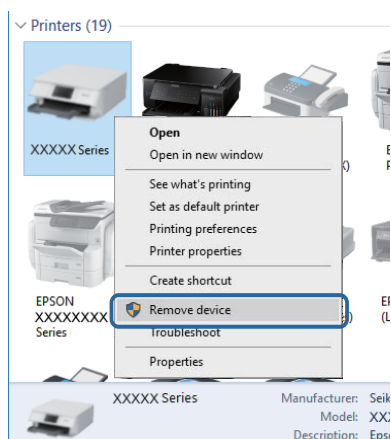 Printers (19)
XXXXX Series
Open
Open in new window
See what's printing
Set as default printer
Printing preferences
Printer properties
Create shortcut
Remove device
Troubleshoot
Properties
EPSON
XXXXXXXX
Series
XXXXX Series
Manufacturer:
Model:
Description: